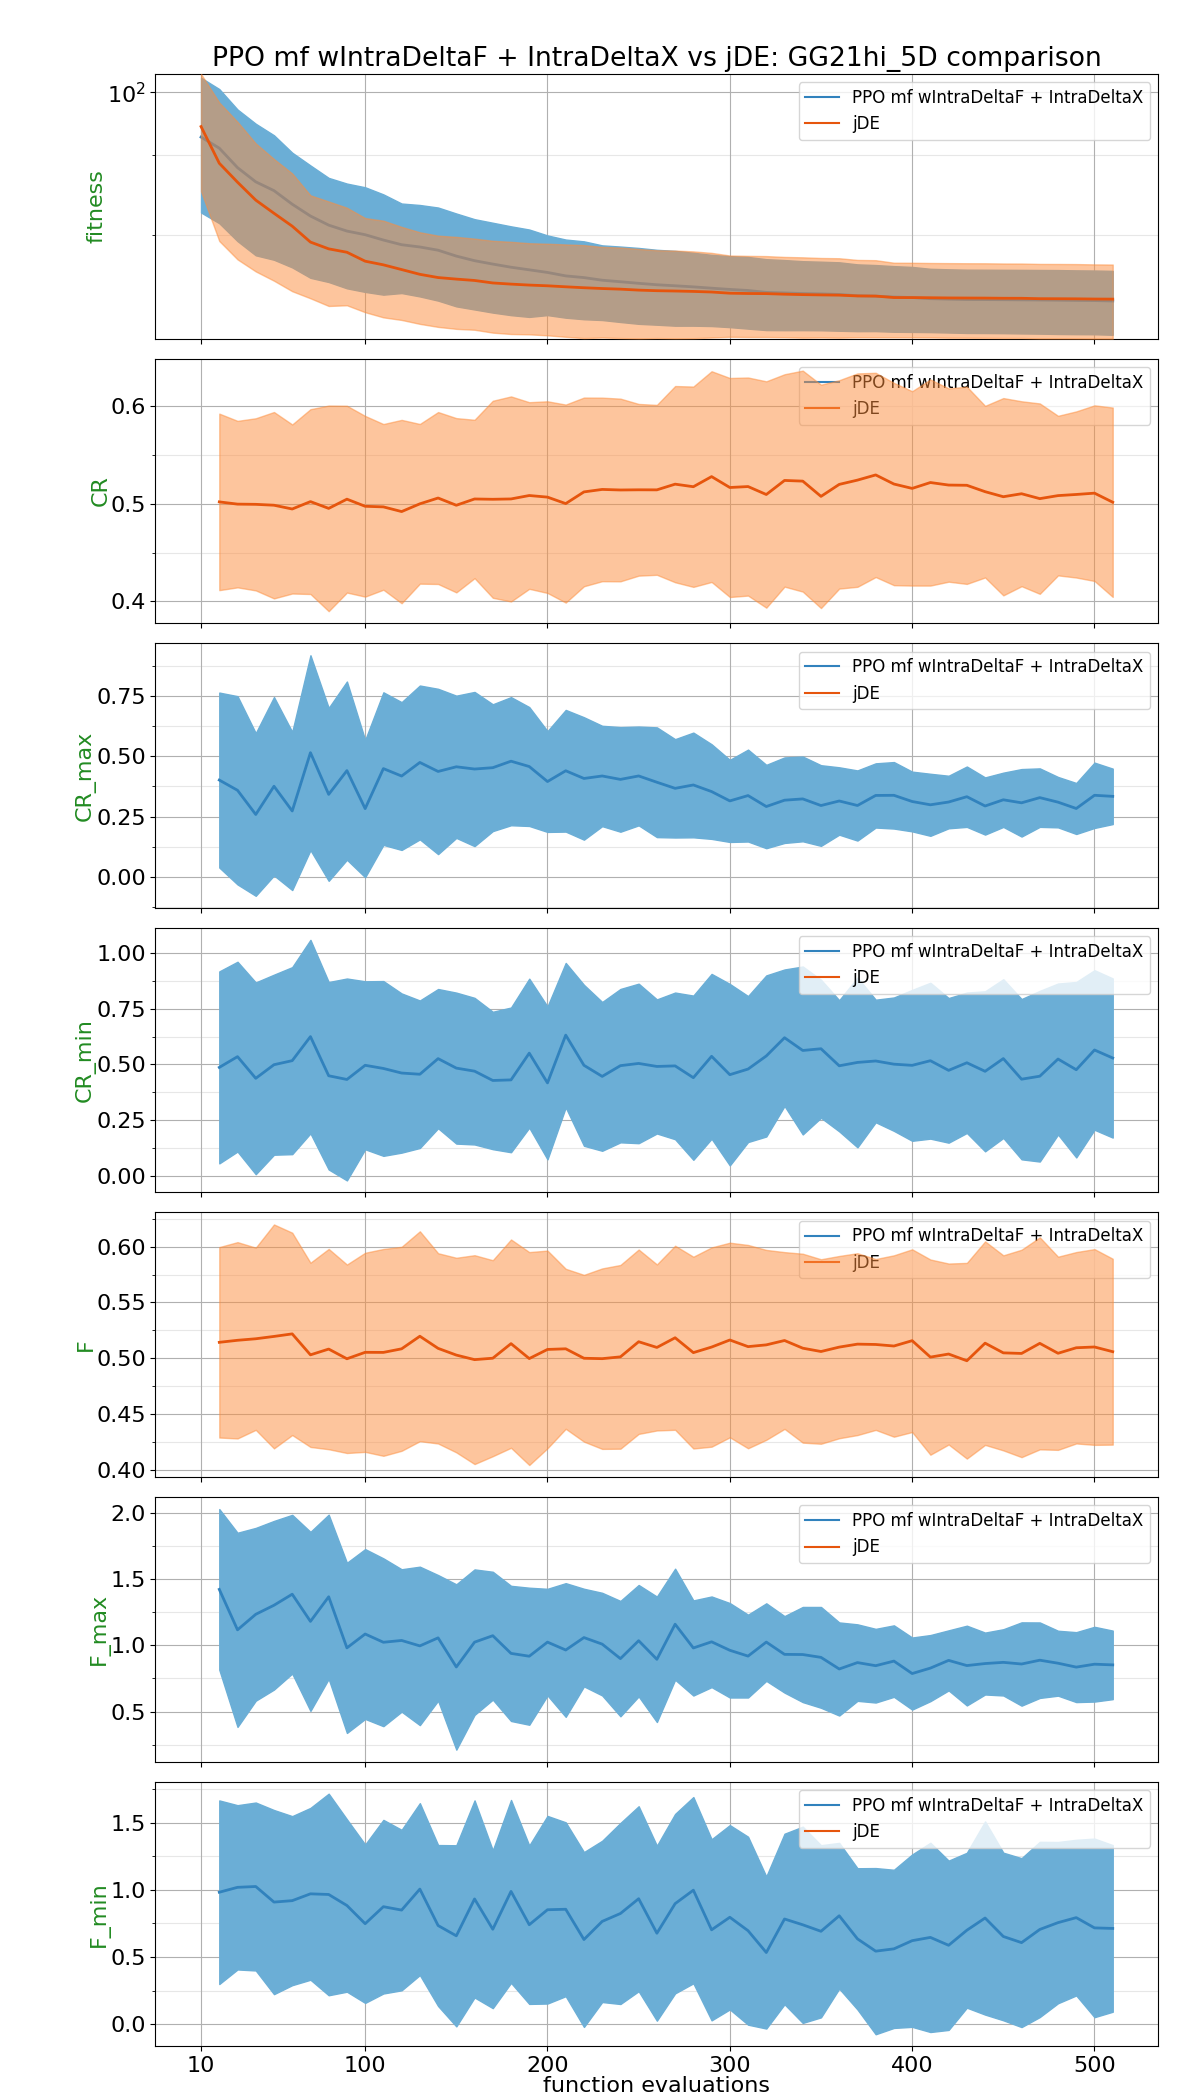 PPO mf wIntraDeltaF + IntraDeltaX vs jDE: GG21hi_5D comparison
10²
fitness
PPO mf wIntraDeltaF + IntraDeltaX
jDE
0.6
0.5
0.4
CR
PPO mf wIntraDeltaF + IntraDeltaX
jDE
0.75
0.50
0.25
0.00
CR_max
PPO mf wIntraDeltaF + IntraDeltaX
jDE
1.00
0.75
0.50
0.25
0.00
CR_min
PPO mf wIntraDeltaF + IntraDeltaX
jDE
0.60
0.55
0.50
0.45
0.40
F
PPO mf wIntraDeltaF + IntraDeltaX
jDE
2.0
1.5
1.0
0.5
F_max
PPO mf wIntraDeltaF + IntraDeltaX
jDE
1.5
1.0
0.5
0.0
F_min
PPO mf wIntraDeltaF + IntraDeltaX
jDE
10 100 200 300 400 500
function evaluations